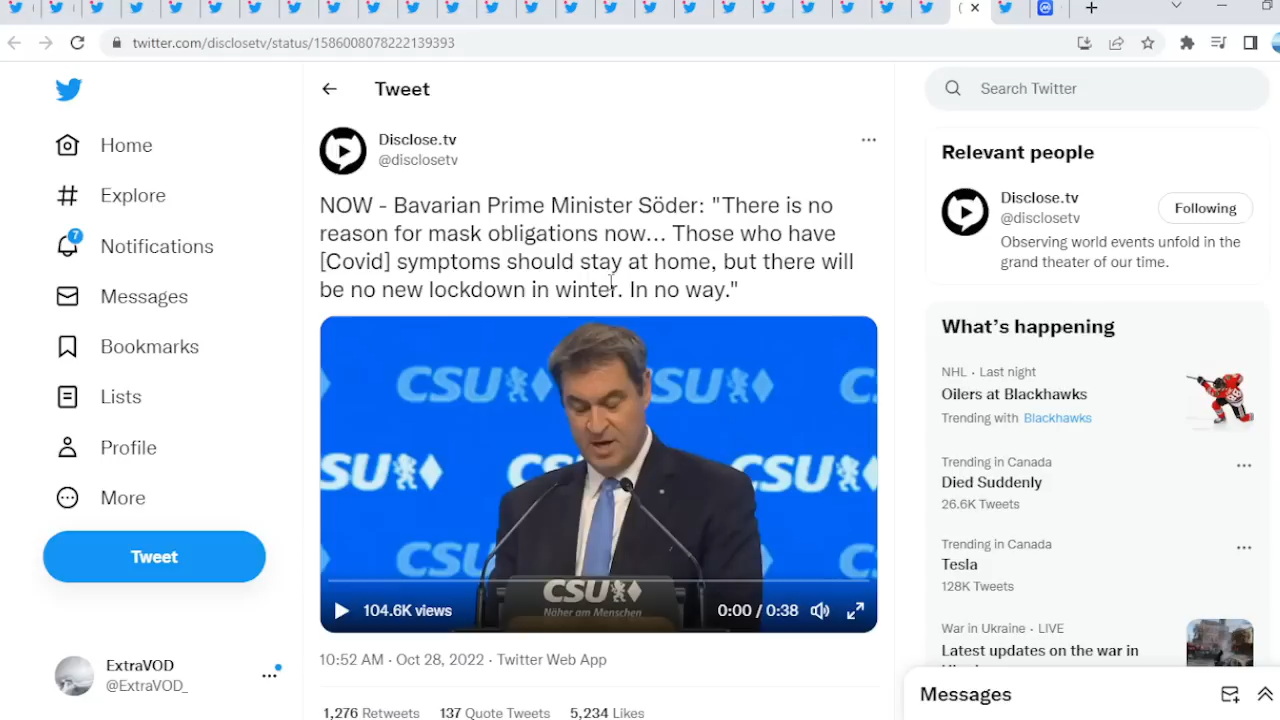 twitter.com/disclosetv/status/1586008078222139393
Home
Explore
7
Notifications
Messages
Bookmarks
Lists
Profile
More
Tweet
ExtraVOD
@ExtraVOD_
Tweet
Disclose.tv
@disclosetv
NOW - Bavarian Prime Minister Söder: "There is no
reason for mask obligations now... Those who have
[Covid] symptoms should stay at home, but there will
be no new lockdown in winter. In no way."
CSU CSU CS
SU CSU CSU
CSU CSU
CSU
Näher am Menschen
104.6K views
0:00 / 0:38
10:52 AM · Oct 28, 2022 · Twitter Web App
1,276 Retweets 137 Quote Tweets 5,234 Likes
Search Twitter
Relevant people
Disclose.tv
@disclosetv
Following
Observing world events unfold in the
grand theater of our time.
What's happening
NHL · Last night
Oilers at Blackhawks
Trending with Blackhawks
Trending in Canada
Died Suddenly
26.6K Tweets
Trending in Canada
Tesla
128K Tweets
War in Ukraine · LIVE
Latest updates on the war in
Messages